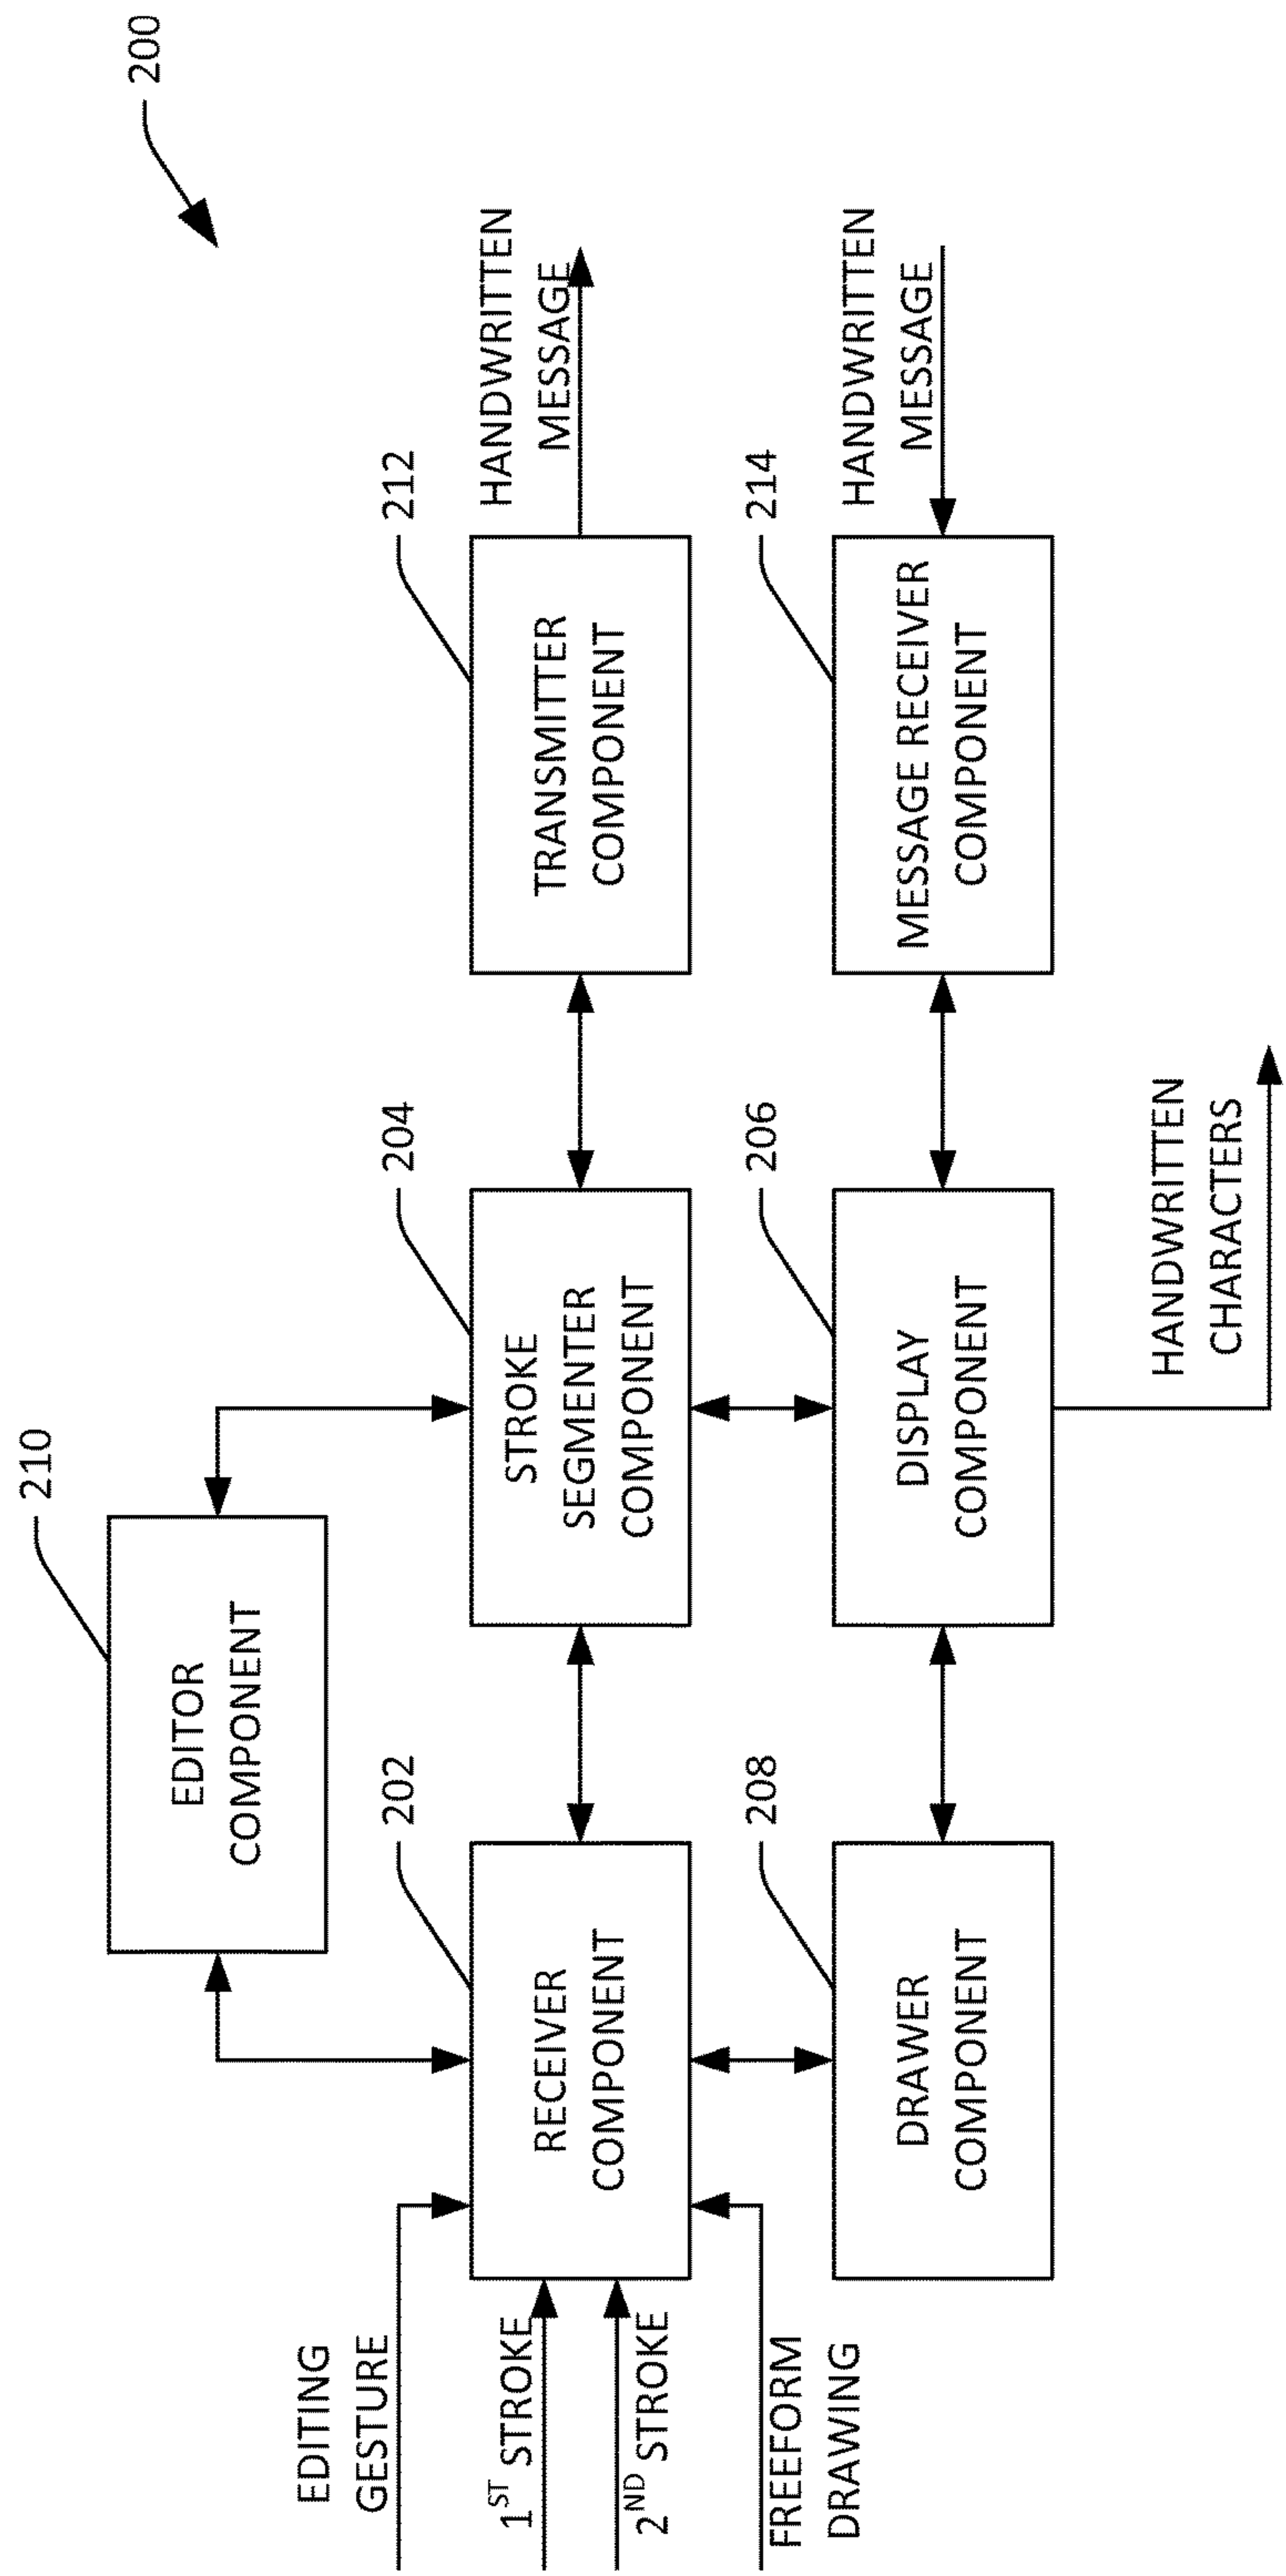 200
210
EDITOR
COMPONENT
EDITING
GESTURE
202
204
212
1ST STROKE
2ND STROKE
RECEIVER
COMPONENT
STROKE
SEGMENTER
COMPONENT
TRANSMITTER
COMPONENT
HANDWRITTEN
MESSAGE
FREEFORM
DRAWING
208
206
214
DRAWER
COMPONENT
DISPLAY
COMPONENT
MESSAGE RECEIVER
COMPONENT
HANDWRITTEN
MESSAGE
HANDWRITTEN
CHARACTERS